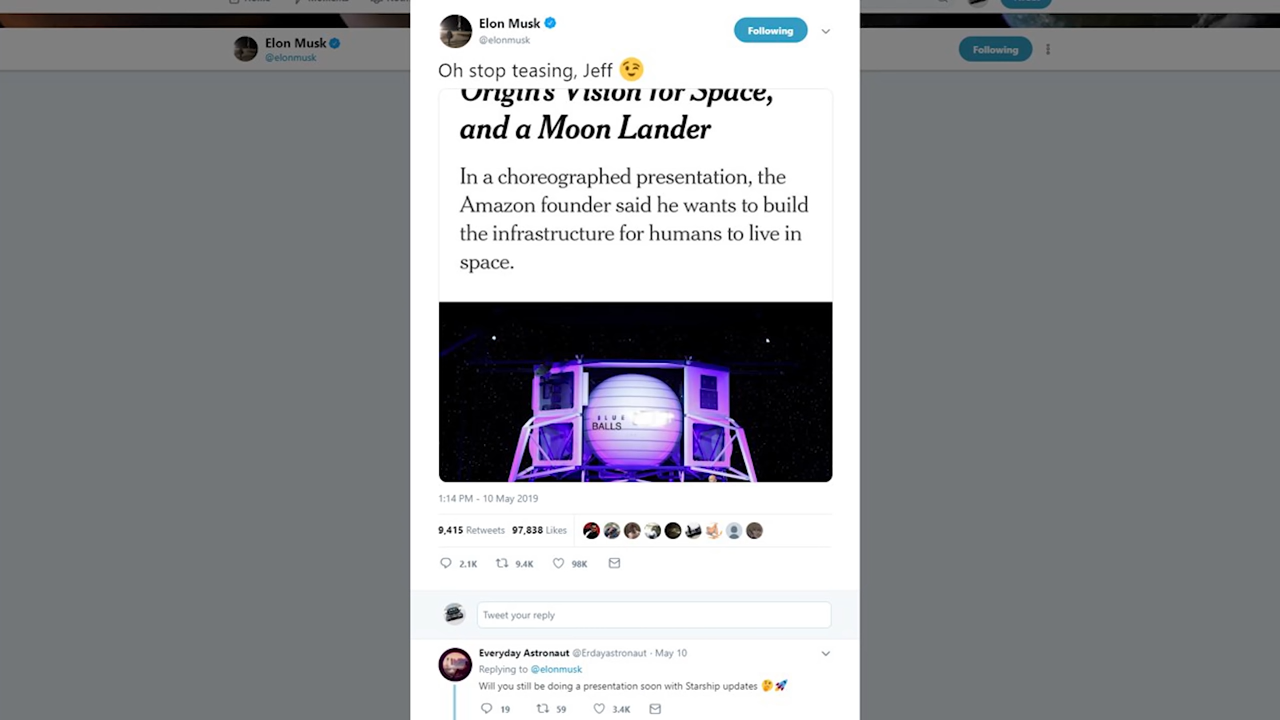 Elon Musk
@elonmusk
Following
Elon Musk
@elonmusk
Following
Oh stop teasing, Jeff 😉
Origin's Vision for Space,
and a Moon Lander
In a choreographed presentation, the
Amazon founder said he wants to build
the infrastructure for humans to live in
space.
BLUE
BALLS
1:14 PM - 10 May 2019
9,415 Retweets 97,838 Likes
2.1K 9.4K 98K
Tweet your reply
Everyday Astronaut @Erdayastronaut - May 10
Replying to @elonmusk
Will you still be doing a presentation soon with Starship updates 🤔🚀
19 59 3.4K